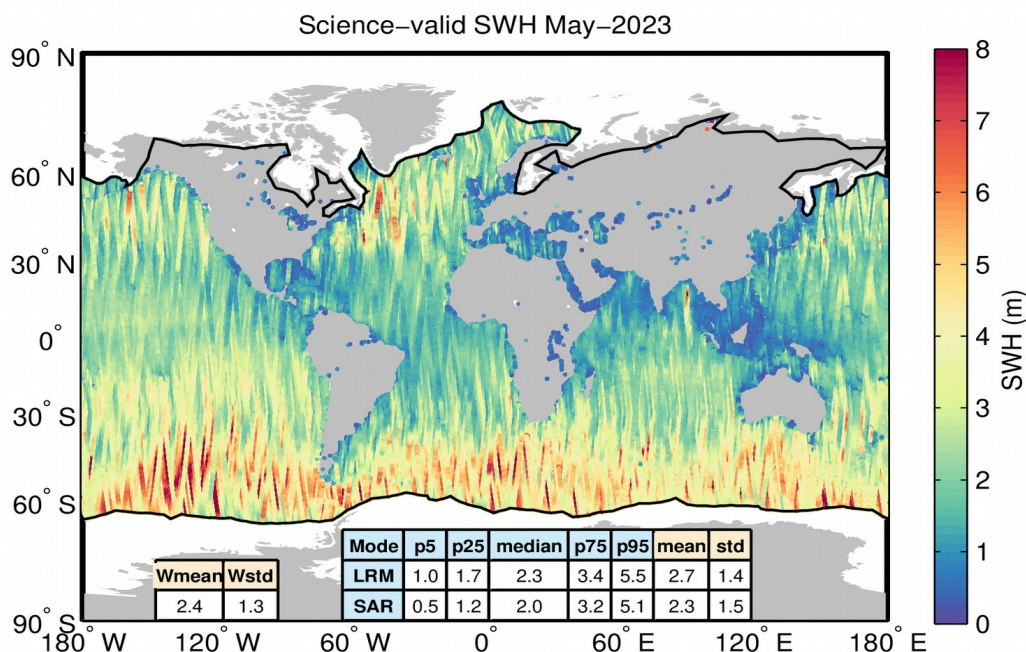 Science−valid SWH May−2023
90° N
60° N
30° N
0°
30° S
60° S
90° S
180° W
120° W
60° W
0°
60° E
120° E
180° E
Wmean Wstd
2.4 1.3
Mode p5 p25 median p75 p95 mean std
LRM 1.0 1.7 2.3 3.4 5.5 2.7 1.4
SAR 0.5 1.2 2.0 3.2 5.1 2.3 1.5
8
7
6
5
4
3
2
1
0
SWH (m)